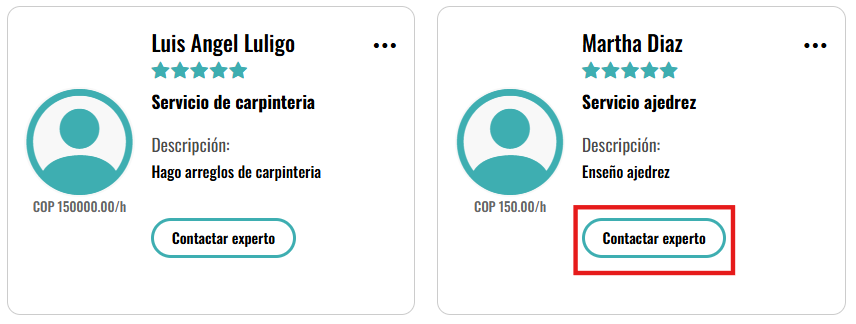 Luis Angel Luligo
Servicio de carpinteria
Descripción:
Hago arreglos de carpinteria
COP 150000.00/h
Contactar experto
Martha Diaz
Servicio ajedrez
Descripción:
Enseño ajedrez
COP 150.00/h
Contactar experto